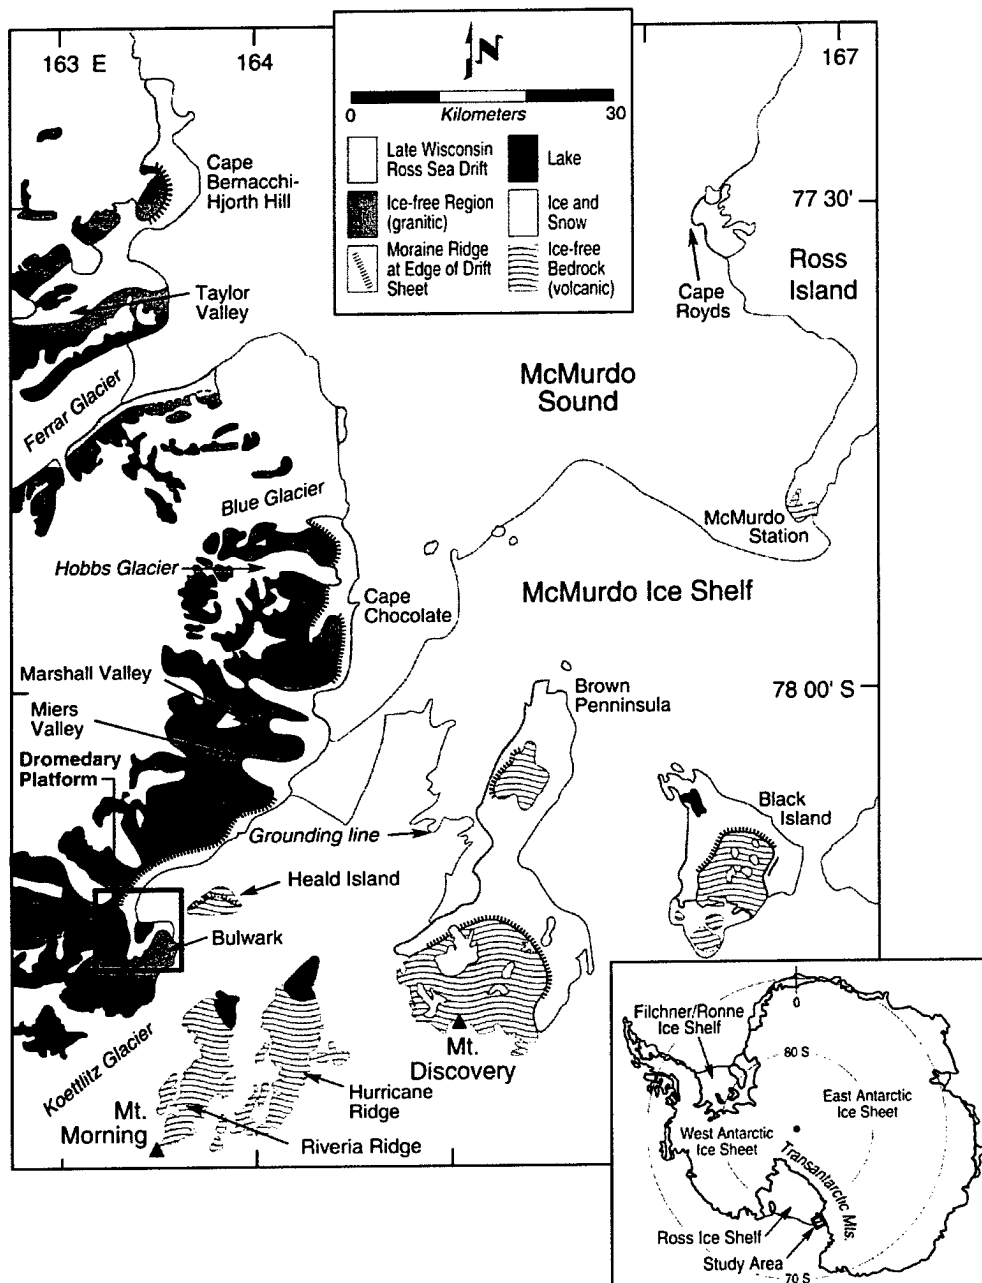 163 E
164
167
N
0
30
Kilometers
Late Wisconsin
Ross Sea Drift
Lake
Ice-free Region
(granitic)
Ice and
Snow
Moraine Ridge
at Edge of Drift
Sheet
Ice-free
Bedrock
(volcanic)
Cape
Bernacchi-
Hjorth Hill
77 30'
Ross
Island
Cape
Royds
Taylor
Valley
McMurdo
Sound
Ferrar Glacier
Blue Glacier
McMurdo
Station
Hobbs Glacier
McMurdo Ice Shelf
Cape
Chocolate
Marshall Valley
Brown
Penninsula
78 00' S
Miers
Valley
Dromedary
Platform
Black
Island
Grounding line
Heald Island
Bulwark
Koettlitz Glacier
Mt.
Discovery
Hurricane
Ridge
Mt.
Morning
Riveria Ridge
Filchner/Ronne
Ice Shelf
0
80 S
East Antarctic
Ice Sheet
West Antarctic
Ice Sheet
Transantarctic Mts.
Ross Ice Shelf
Study Area
70 S